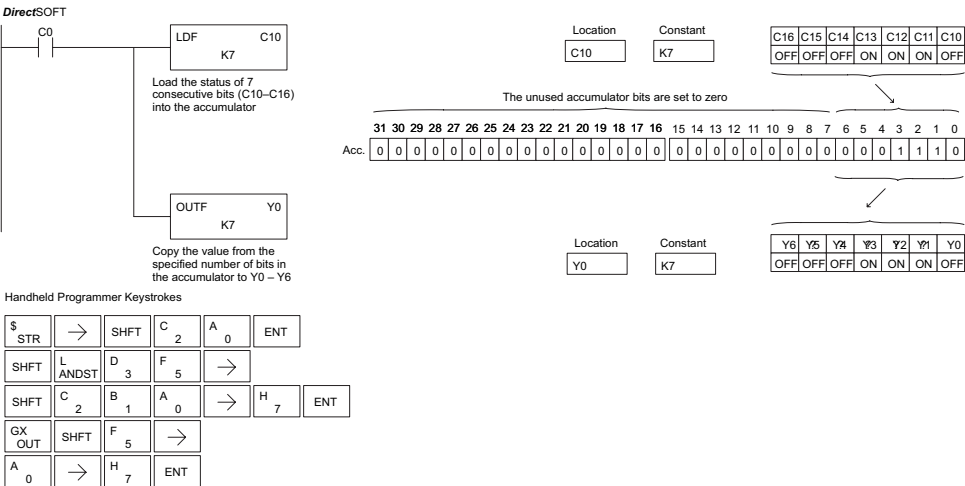 DirectSOFT
C0
LDF C10
K7
Load the status of 7
consecutive bits (C10–C16)
into the accumulator
OUTF Y0
K7
Copy the value from the
specified number of bits in
the accumulator to Y0 – Y6
Location Constant
C10 K7
C16 C15 C14 C13 C12 C11 C10
OFF OFF OFF ON ON ON OFF
The unused accumulator bits are set to zero
31 30 29 28 27 26 25 24 23 22 21 20 19 18 17 16 15 14 13 12 11 10 9 8 7 6 5 4 3 2 1 0
Acc. 0 0 0 0 0 0 0 0 0 0 0 0 0 0 0 0 0 0 0 0 0 0 0 0 0 0 0 0 1 1 1 0
Location Constant
Y0 K7
Y6 Y5 Y4 Y3 Y2 Y1 Y0
OFF OFF OFF ON ON ON OFF
Handheld Programmer Keystrokes
$ STR → SHFT C 2 A 0 ENT
SHFT L ANDST D 3 F 5 →
SHFT C 2 B 1 A 0 → H 7 ENT
GX OUT SHFT F 5 →
A 0 → H 7 ENT